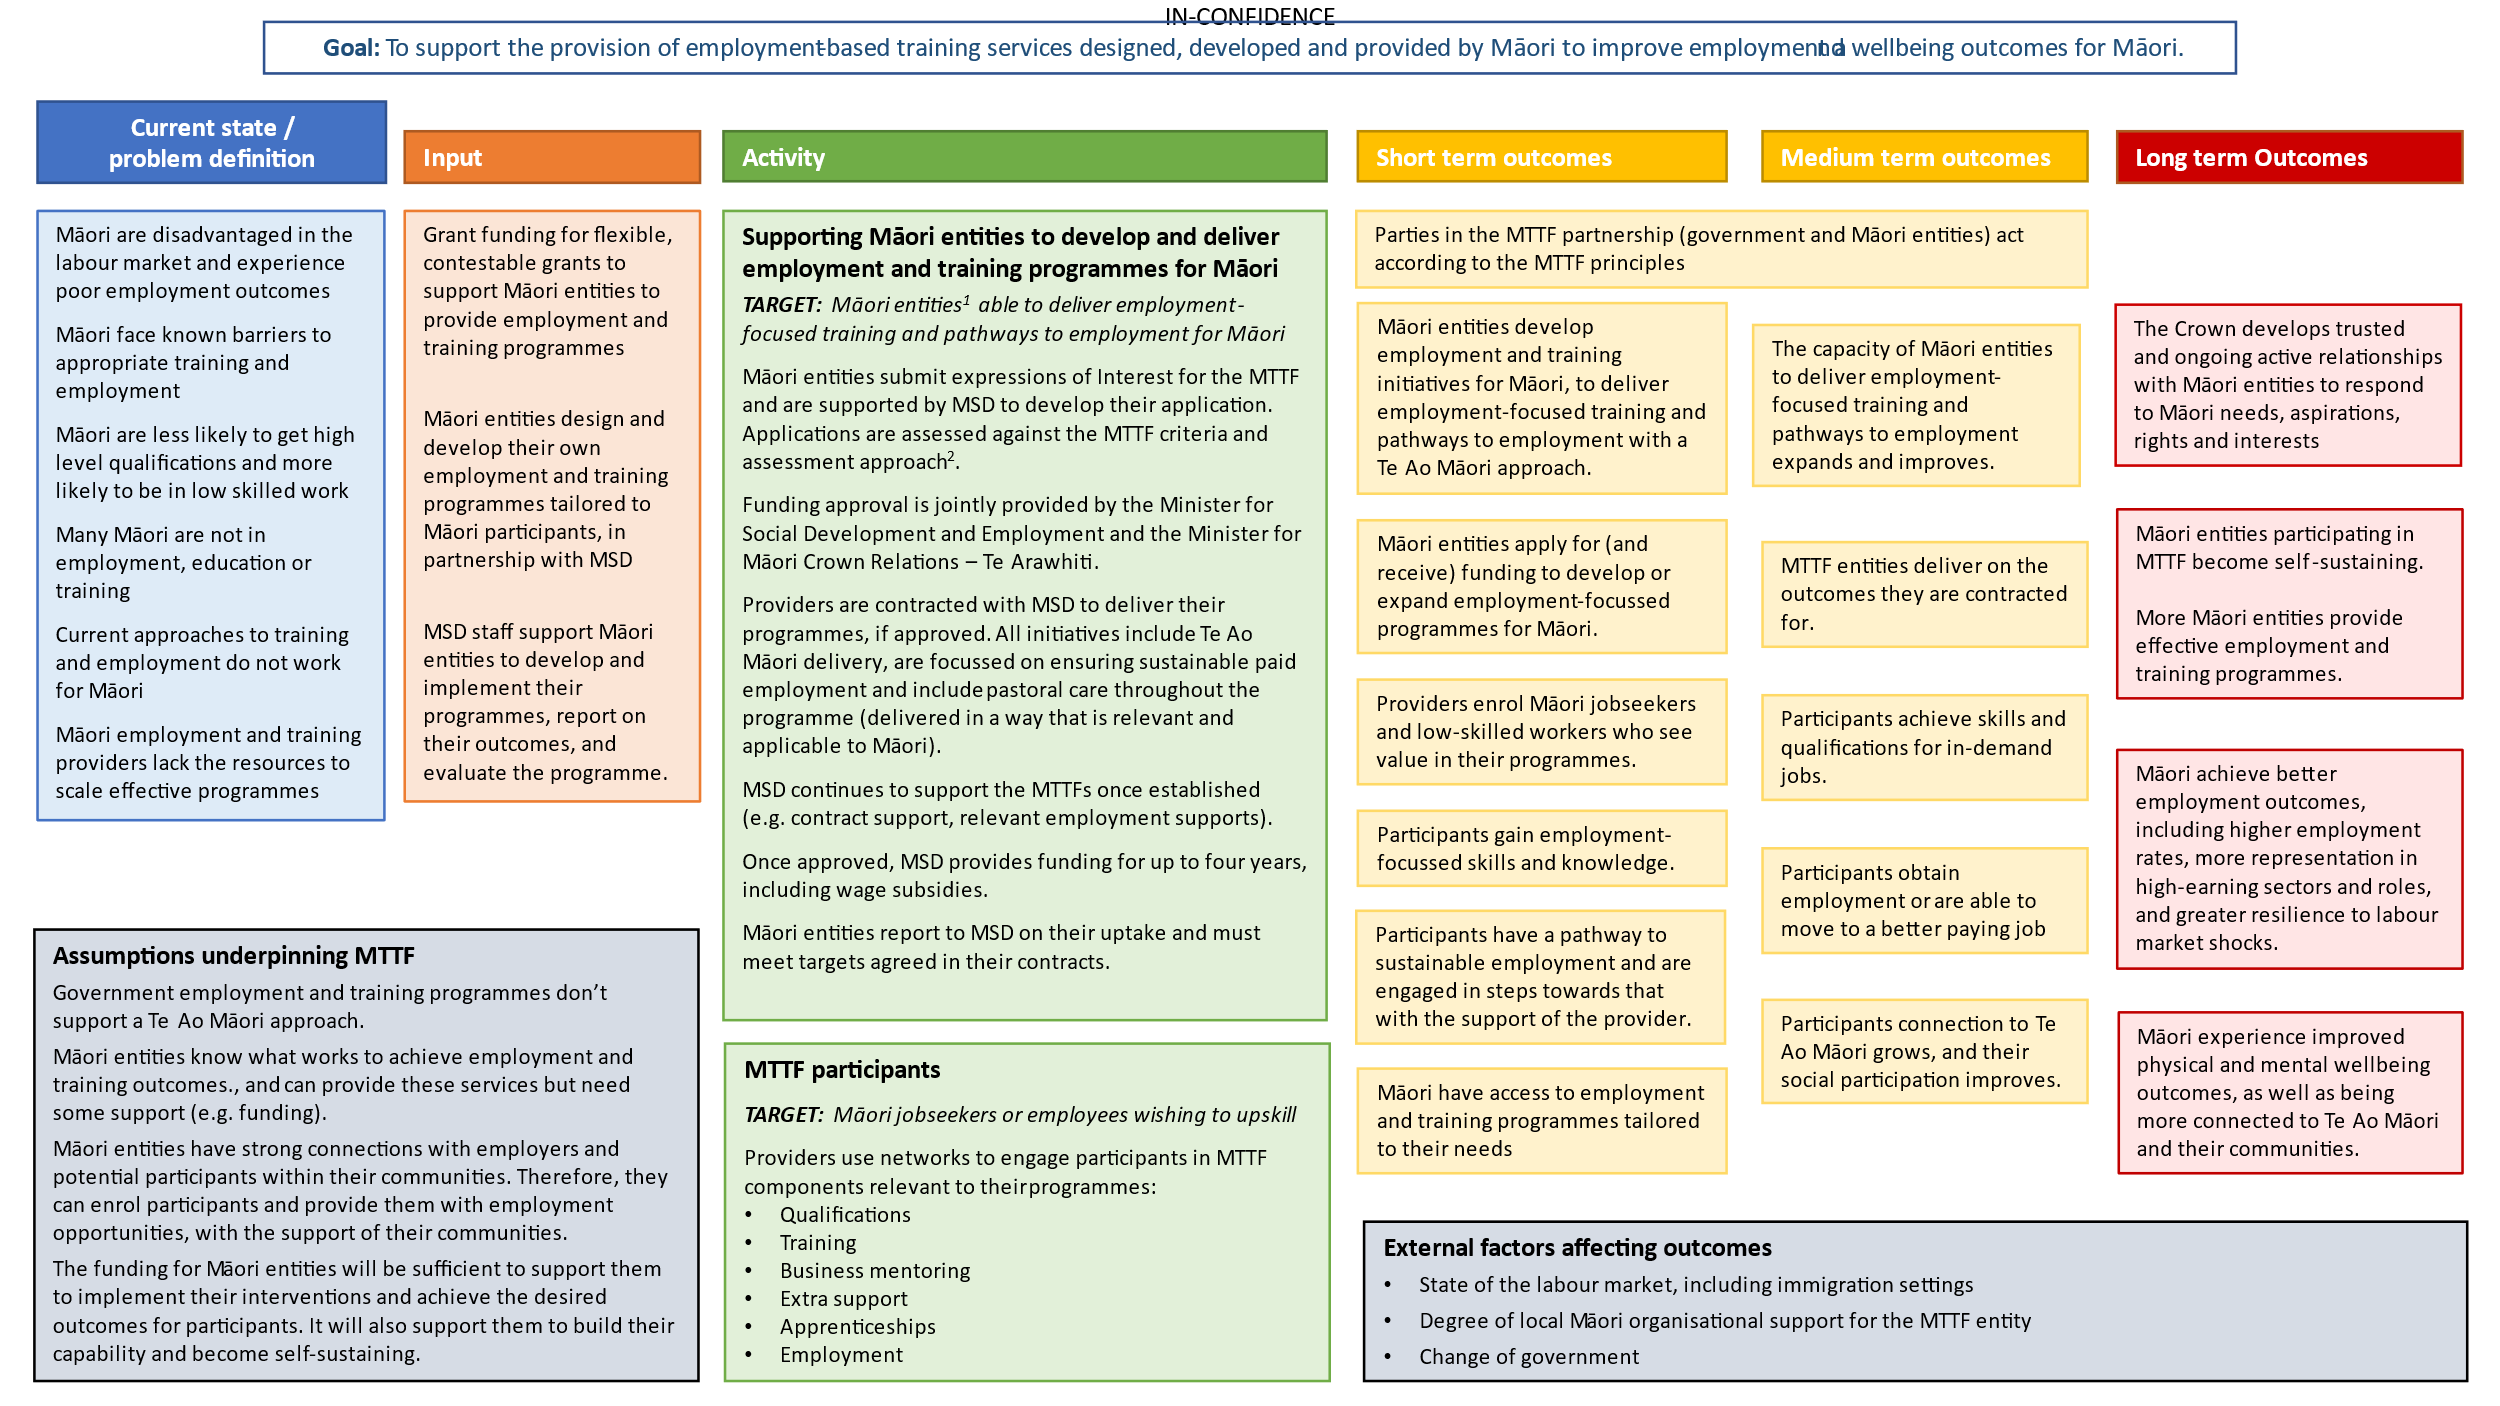 IN-CONFIDENCE
Goal: To support the provision of employment-based training services designed, developed and provided by Māori to improve employment and wellbeing outcomes for Māori.
Current state /
problem definition
Māori are disadvantaged in the
labour market and experience
poor employment outcomes
Māori face known barriers to
appropriate training and
employment
Māori are less likely to get high
level qualifications and more
likely to be in low skilled work
Many Māori are not in
employment, education or
training
Current approaches to training
and employment do not work
for Māori
Māori employment and training
providers lack the resources to
scale effective programmes
Input
Grant funding for flexible,
contestable grants to
support Māori entities to
provide employment and
training programmes
Māori entities design and
develop their own
employment and training
programmes tailored to
Māori participants, in
partnership with MSD
MSD staff support Māori
entities to develop and
implement their
programmes, report on
their outcomes, and
evaluate the programme.
Assumptions underpinning MTTF
Government employment and training programmes don’t
support a Te Ao Māori approach.
Māori entities know what works to achieve employment and
training outcomes., and can provide these services but need
some support (e.g. funding).
Māori entities have strong connections with employers and
potential participants within their communities. Therefore, they
can enrol participants and provide them with employment
opportunities, with the support of their communities.
The funding for Māori entities will be sufficient to support them
to implement their interventions and achieve the desired
outcomes for participants. It will also support them to build their
capability and become self-sustaining.
Activity
Supporting Māori entities to develop and deliver
employment and training programmes for Māori
TARGET: Māori entities¹ able to deliver employment-
focused training and pathways to employment for Māori
Māori entities submit expressions of Interest for the MTTF
and are supported by MSD to develop their application.
Applications are assessed against the MTTF criteria and
assessment approach².
Funding approval is jointly provided by the Minister for
Social Development and Employment and the Minister for
Māori Crown Relations – Te Arawhiti.
Providers are contracted with MSD to deliver their
programmes, if approved. All initiatives include Te Ao
Māori delivery, are focussed on ensuring sustainable paid
employment and include pastoral care throughout the
programme (delivered in a way that is relevant and
applicable to Māori).
MSD continues to support the MTTFs once established
(e.g. contract support, relevant employment supports).
Once approved, MSD provides funding for up to four years,
including wage subsidies.
Māori entities report to MSD on their uptake and must
meet targets agreed in their contracts.
MTTF participants
TARGET: Māori jobseekers or employees wishing to upskill
Providers use networks to engage participants in MTTF
components relevant to their programmes:
• Qualifications
• Training
• Business mentoring
• Extra support
• Apprenticeships
• Employment
Short term outcomes
Medium term outcomes
Parties in the MTTF partnership (government and Māori entities) act
according to the MTTF principles
Māori entities develop
employment and training
initiatives for Māori, to deliver
employment-focused training and
pathways to employment with a
Te Ao Māori approach.
Māori entities apply for (and
receive) funding to develop or
expand employment-focussed
programmes for Māori.
Providers enrol Māori jobseekers
and low-skilled workers who see
value in their programmes.
Participants gain employment-
focussed skills and knowledge.
Participants have a pathway to
sustainable employment and are
engaged in steps towards that
with the support of the provider.
Māori have access to employment
and training programmes tailored
to their needs
The capacity of Māori entities
to deliver employment-
focused training and
pathways to employment
expands and improves.
MTTF entities deliver on the
outcomes they are contracted
for.
Participants achieve skills and
qualifications for in-demand
jobs.
Participants obtain
employment or are able to
move to a better paying job
Participants connection to Te
Ao Māori grows, and their
social participation improves.
Long term Outcomes
The Crown develops trusted
and ongoing active relationships
with Māori entities to respond
to Māori needs, aspirations,
rights and interests
Māori entities participating in
MTTF become self-sustaining.
More Māori entities provide
effective employment and
training programmes.
Māori achieve better
employment outcomes,
including higher employment
rates, more representation in
high-earning sectors and roles,
and greater resilience to labour
market shocks.
Māori experience improved
physical and mental wellbeing
outcomes, as well as being
more connected to Te Ao Māori
and their communities.
External factors affecting outcomes
• State of the labour market, including immigration settings
• Degree of local Māori organisational support for the MTTF entity
• Change of government